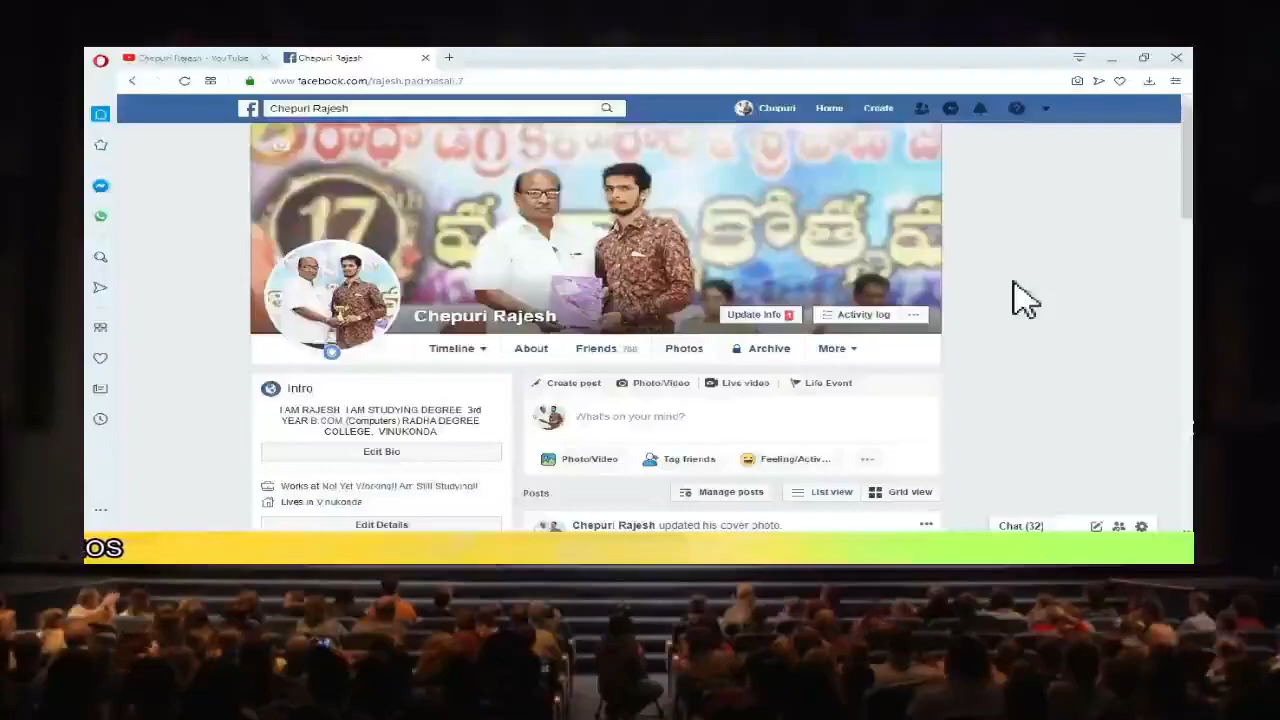 Chepuri Rajesh - YouTube
Chepuri Rajesh
www.facebook.com/rajesh.padmasali.7
Chepuri Rajesh
Chepuri
Home
Create
రాధా డిగ్రీ
17th
Chepuri Rajesh
Update Info 1
Activity log
Timeline
About
Friends 768
Photos
Archive
More
Intro
I AM RAJESH I AM STUDYING DEGREE 3rd
YEAR B.COM (Computers) RADHA DEGREE
COLLEGE, VINUKONDA
Edit Bio
Works at Not Yet Working!! Am Still Studying!!
Lives in Vinukonda
Edit Details
Create post
Photo/Video
Live video
Life Event
What's on your mind?
Photo/Video
Tag friends
Feeling/Activ...
Posts
Manage posts
List view
Grid view
Chepuri Rajesh updated his cover photo.
Chat (32)
OS